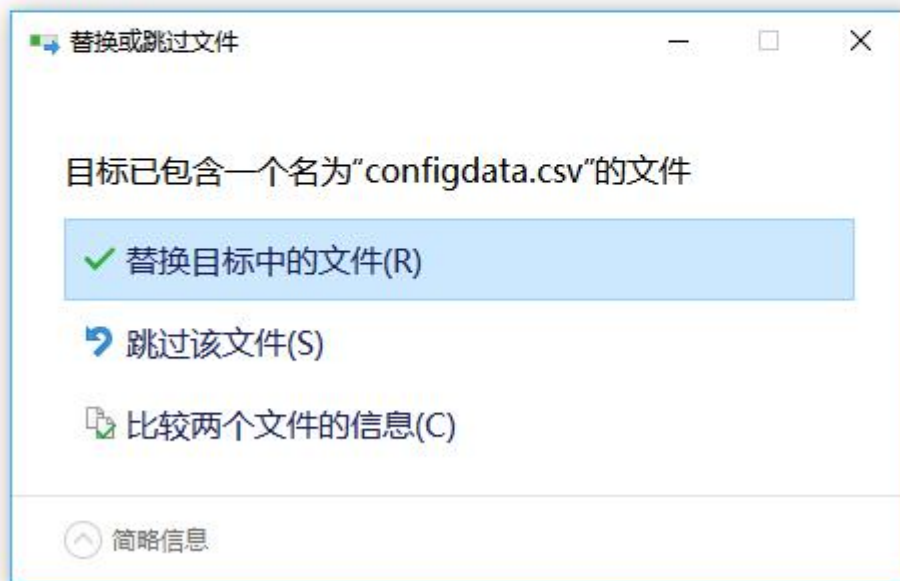 替换或跳过文件
目标已包含一个名为“configdata.csv”的文件
替换目标中的文件(R)
跳过该文件(S)
比较两个文件的信息(C)
简略信息